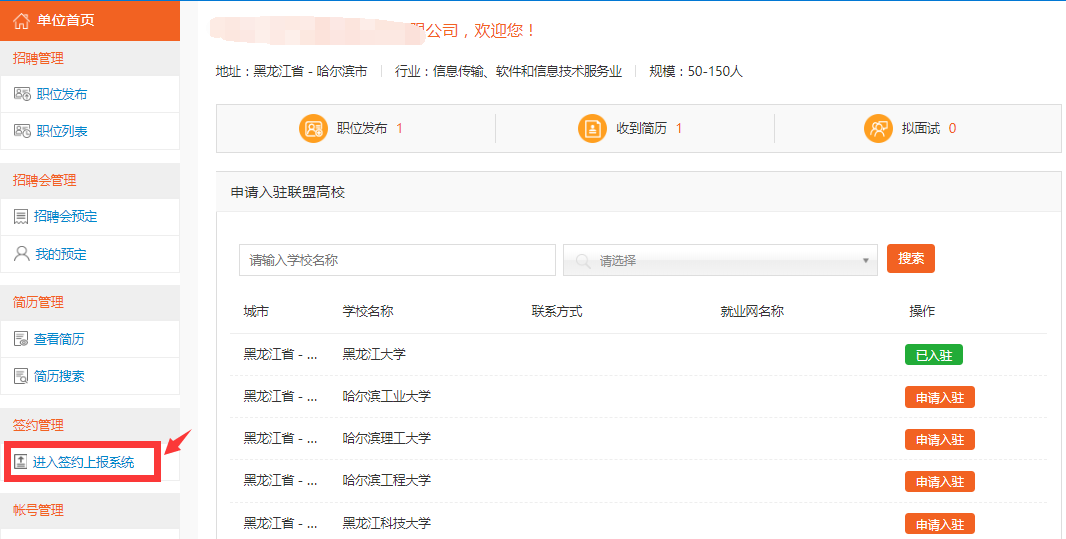 单位首页
招聘管理
职位发布
职位列表
招聘会管理
招聘会预定
我的预定
简历管理
查看简历
简历搜索
签约管理
进入签约上报系统
帐号管理
公司，欢迎您！
地址：黑龙江省 - 哈尔滨市 行业：信息传输、软件和信息技术服务业 规模：50-150人
职位发布 1 收到简历 1 拟面试 0
申请入驻联盟高校
请输入学校名称 请选择 搜索
城市 学校名称 联系方式 就业网名称 操作
黑龙江省 - ... 黑龙江大学 已入驻
黑龙江省 - ... 哈尔滨工业大学 申请入驻
黑龙江省 - ... 哈尔滨理工大学 申请入驻
黑龙江省 - ... 哈尔滨工程大学 申请入驻
黑龙江省 - ... 黑龙江科技大学 申请入驻